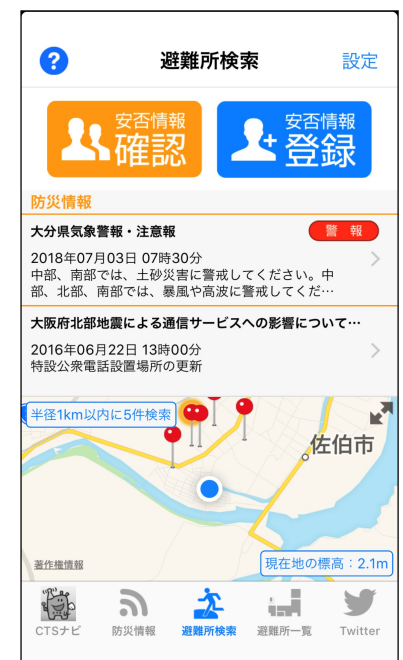 ?
避難所検索
設定
安否情報
確認
安否情報
登録
防災情報
大分県気象警報・注意報
警 報
2018年07月03日 07時30分
中部、南部では、土砂災害に警戒してください。中
部、北部、南部では、暴風や高波に警戒してくだ…
大阪府北部地震による通信サービスへの影響について…
2016年06月22日 13時00分
特設公衆電話設置場所の更新
半径1km以内に5件検索
佐伯市
著作権情報
現在地の標高：2.1m
CTSナビ
防災情報
避難所検索
避難所一覧
Twitter